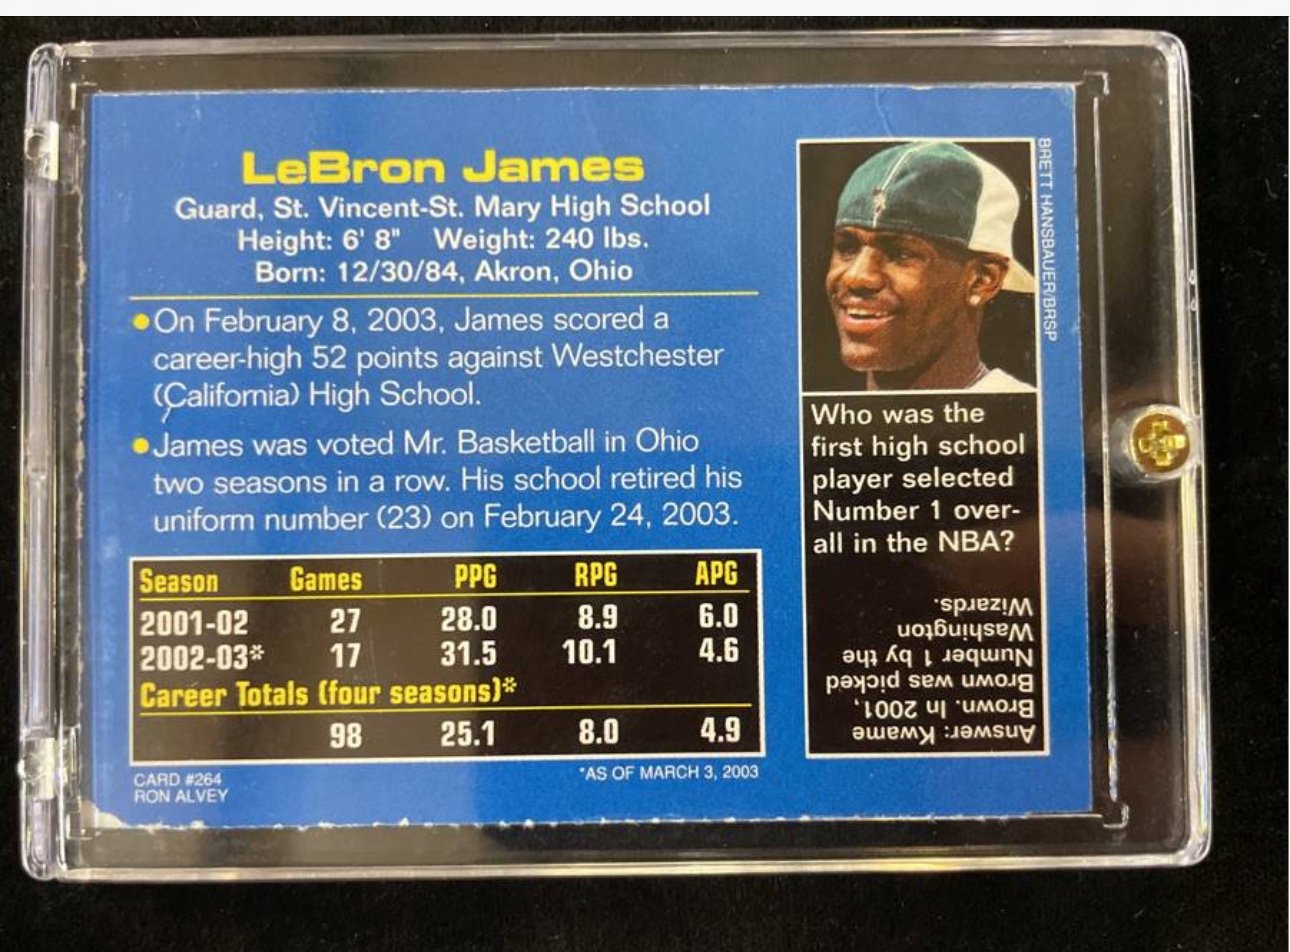 LeBron James
Guard, St. Vincent-St. Mary High School
Height: 6' 8" Weight: 240 lbs.
Born: 12/30/84, Akron, Ohio
●On February 8, 2003, James scored a
career-high 52 points against Westchester
(California) High School.
●James was voted Mr. Basketball in Ohio
two seasons in a row. His school retired his
uniform number (23) on February 24, 2003.
Season Games PPG RPG APG
2001-02 27 28.0 8.9 6.0
2002-03* 17 31.5 10.1 4.6
Career Totals (four seasons)*
98 25.1 8.0 4.9
CARD #264
RON ALVEY
*AS OF MARCH 3, 2003
BRETT HANSBAUER/BRSP
Who was the
first high school
player selected
Number 1 over-
all in the NBA?
Answer: Kwame
Brown. In 2001,
Brown was picked
Number 1 by the
Washington
Wizards.